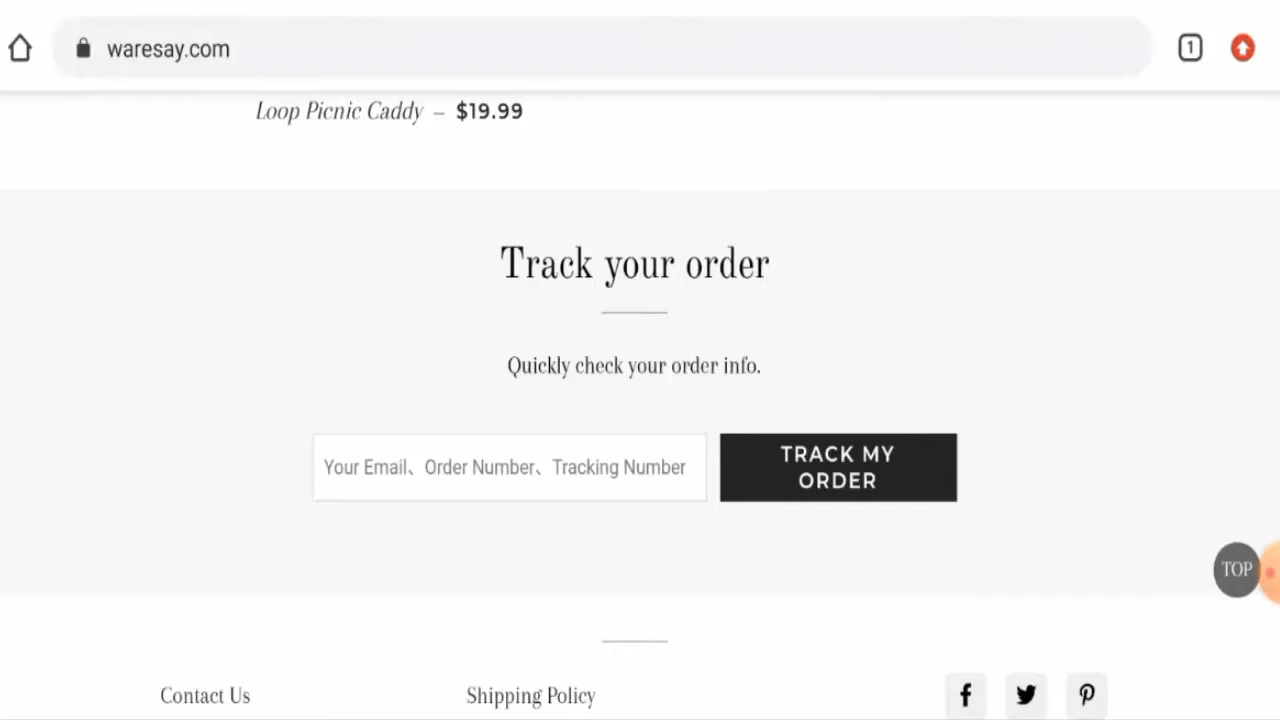 1
waresay.com
Loop Picnic Caddy – $19.99
Track your order
Quickly check your order info.
Your Email、Order Number、Tracking Number
TRACK MY
ORDER
TOP
Contact Us
Shipping Policy